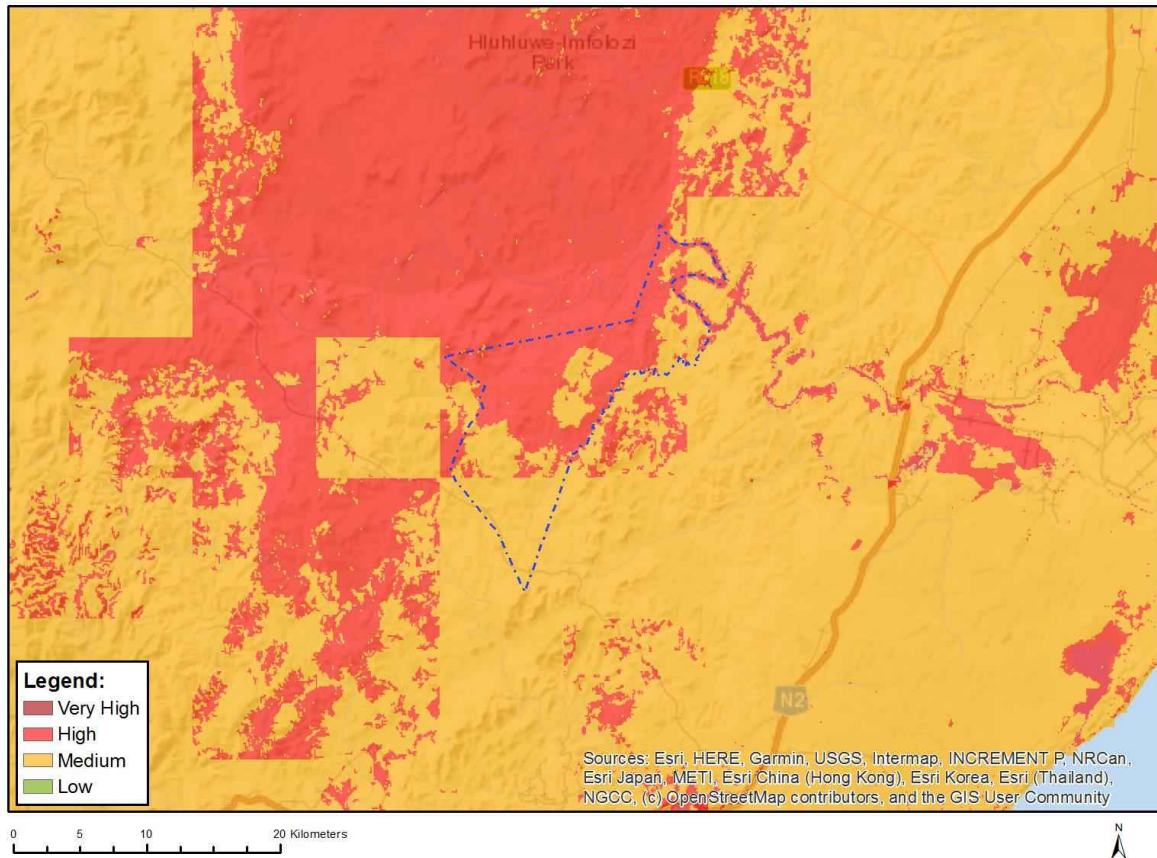 Hluhluwe-Imfolozi
Park
N2
Legend:
Very High
High
Medium
Low
Sources: Esri, HERE, Garmin, USGS, Intermap, INCREMENT P, NRCan,
Esri Japan, METI, Esri China (Hong Kong), Esri Korea, Esri (Thailand),
NGCC, (c) OpenStreetMap contributors, and the GIS User Community
0 5 10 20 Kilometers
N